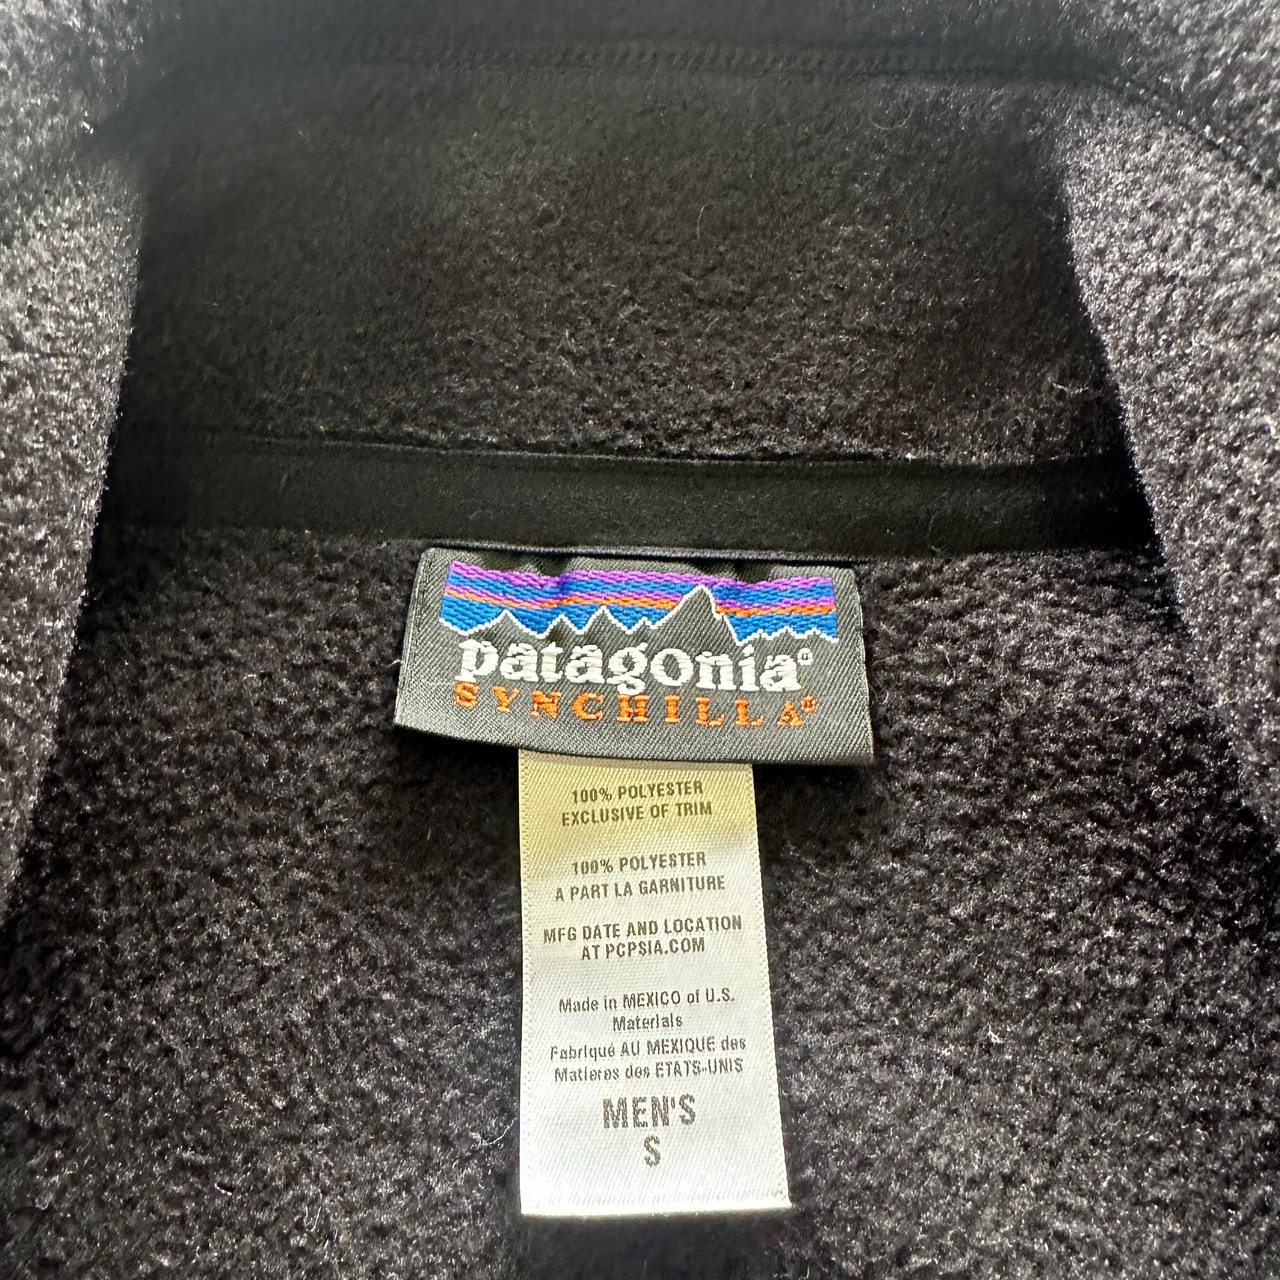 patagonia®
SYNCHILLA®
100% POLYESTER
EXCLUSIVE OF TRIM
100% POLYESTER
A PART LA GARNITURE
MFG DATE AND LOCATION
AT PCPSIA.COM
Made in MEXICO of U.S.
Materials
Fabriqué AU MEXIQUE des
Matieres des ETATS-UNIS
MEN'S
S